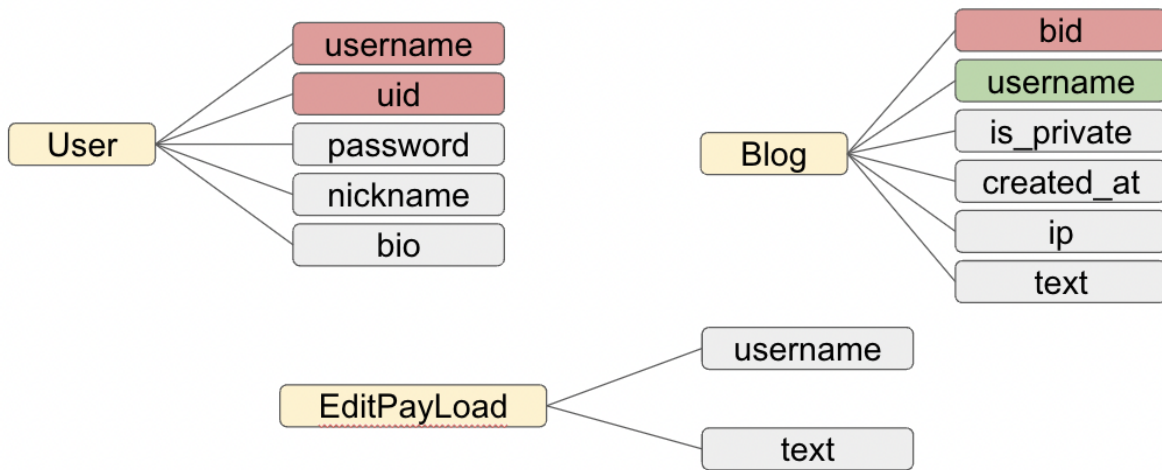 User
username
uid
password
nickname
bio
Blog
bid
username
is_private
created_at
ip
text
EditPayLoad
username
text